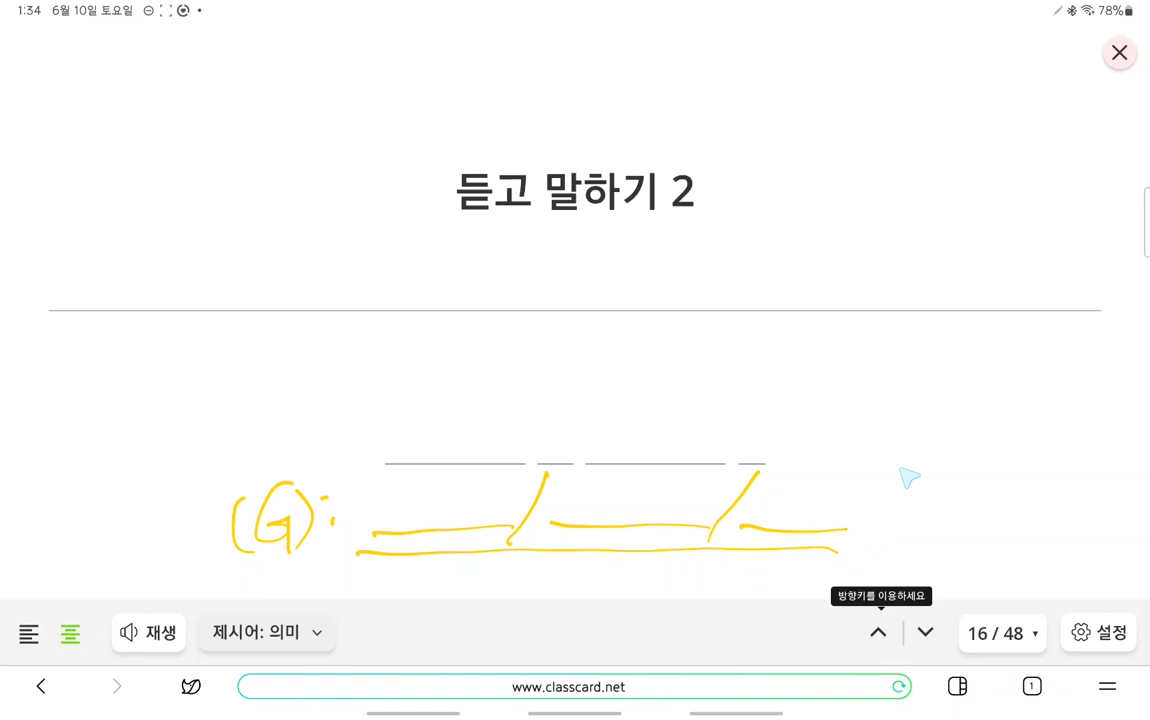 1:34 6월 10일 토요일
78%
듣고 말하기 2
(G):
방향키를 이용하세요
재생
제시어: 의미
16 / 48
설정
www.classcard.net
1